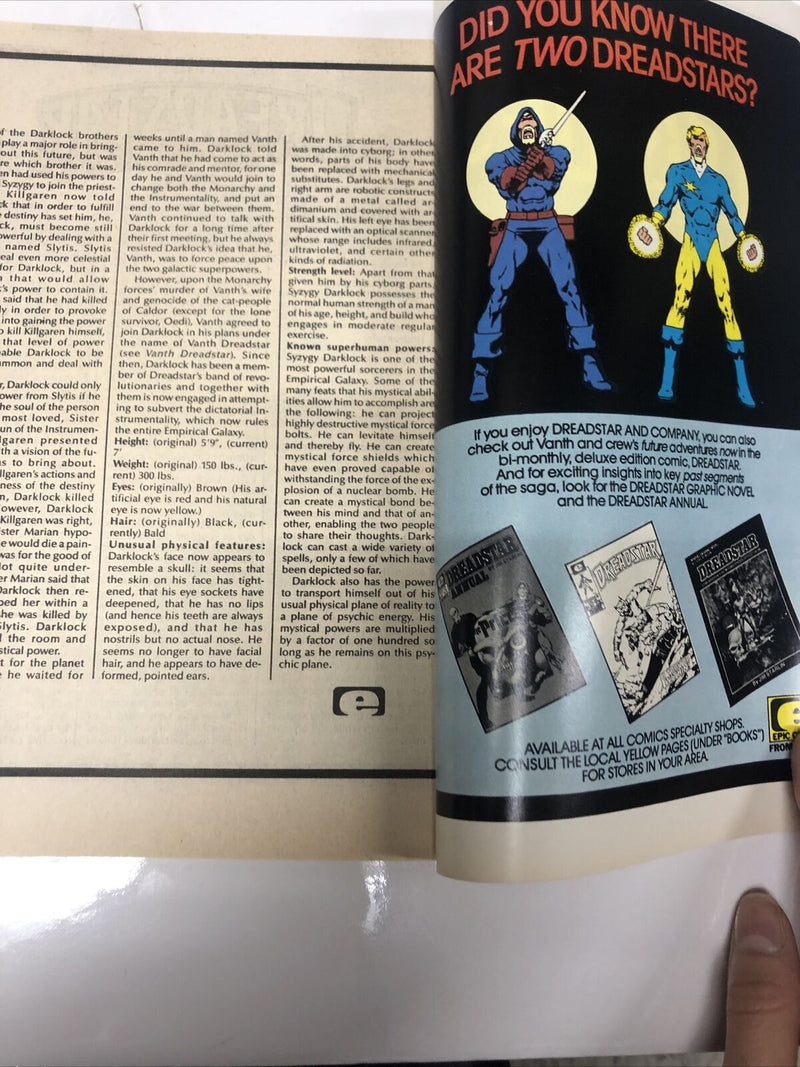 of the Darklock brothers
play a major role in bring-
out this future, but was
re which brother it was.
en had used his powers to
Syzygy to join the priest-
Killgaren now told
ck that in order to fulfill
destiny has set him, he,
ck, must become still
owerful by dealing with a
named Slytis. Slytis
eal even more celestial
for Darklock, but in a
n that would allow
k's power to contain it.
said that he had killed
ly in order to provoke
into gaining the power
o kill Killgaren himself,
that level of power
able Darklock to be
ummon and deal with
r, Darklock could only
ower from Slytis if he
he soul of the person
most loved, Sister
un of the Instrumen-
lgaren presented
th a vision of the fu-
as to bring about.
llgaren's actions and
ness of the destiny
n, Darklock killed
owever, Darklock
Killgaren was right,
ster Marian hypo-
e would die a pain-
was for the good of
lot quite under-
er Marian said that
Darklock then re-
bed her within a
she was killed by
Slytis. Darklock
the room and
stical power.
t for the planet
he waited for
weeks until a man named Vanth
came to him. Darklock told
Vanth that he had come to act as
his comrade and mentor, for one
day he and Vanth would join to
change both the Monarchy and
the Instrumentality, and put an
end to the war between them.
Vanth continued to talk with
Darklock for a long time after
their first meeting, but he always
resisted Darklock's idea that he,
Vanth, was to force peace upon
the two galactic superpowers.
However, upon the Monarchy
forces' murder of Vanth's wife
and genocide of the cat-people
of Caldor (except for the lone
survivor, Oedi), Vanth agreed to
join Darklock in his plans under
the name of Vanth Dreadstar
(see Vanth Dreadstar). Since
then, Darklock has been a mem-
ber of Dreadstar's band of revo-
lutionaries and together with
them is now engaged in attempt-
ing to subvert the dictatorial In-
strumentality, which now rules
the entire Empirical Galaxy.
Height: (original) 5'9", (current)
7'
Weight: (original) 150 lbs., (cur-
rent) 300 lbs.
Eyes: (originally) Brown (His ar-
tificial eye is red and his natural
eye is now yellow.)
Hair: (originally) Black, (cur-
rently) Bald
Unusual physical features:
Darklock's face now appears to
resemble a skull: it seems that
the skin on his face has tight-
ened, that his eye sockets have
deepened, that he has no lips
(and hence his teeth are always
exposed), and that he has
nostrils but no actual nose. He
seems no longer to have facial
hair, and he appears to have de-
formed, pointed ears.
After his accident, Darklock
was made into cyborg; in other
words, parts of his body have
been replaced with mechanical
substitutes. Darklock's legs and
right arm are robotic constructs
made of a metal called ar-
dimanium and covered with ar-
tifical skin. His left eye has been
replaced with an optical scanner
whose range includes infrared,
ultraviolet, and certain other
kinds of radiation.
Strength level: Apart from that
given him by his cyborg parts,
Syzygy Darklock possesses the
normal human strength of a man
of his age, height, and build who
engages in moderate regular
exercise.
Known superhuman powers:
Syzygy Darklock is one of the
most powerful sorcerers in the
Empirical Galaxy. Some of the
many feats that his mystical abil-
ities allow him to accomplish are
the following: he can project
highly destructive mystical force
bolts. He can levitate himself
and thereby fly. He can create
mystical force shields which
have even proved capable of
withstanding the force of the ex-
plosion of a nuclear bomb. He
can create a mystical bond be-
tween his mind and that of an-
other, enabling the two people
to share their thoughts. Dark-
lock can cast a wide variety of
spells, only a few of which have
been depicted so far.
Darklock also has the power
to transport himself out of his
usual physical plane of reality to
a plane of psychic energy. His
mystical powers are multiplied
by a factor of one hundred so
long as he remains on this psy-
chic plane.
e
DID YOU KNOW THERE
ARE TWO DREADSTARS?
If you enjoy DREADSTAR AND COMPANY, you can also
check out Vanth and crew's future adventures now in the
bi-monthly, deluxe edition comic, DREADSTAR.
And for exciting insights into key past segments
of the saga, look for the DREADSTAR GRAPHIC NOVEL
and the DREADSTAR ANNUAL.
DREADSTAR
ANNUAL
DREADSTAR
DREADSTAR
By JIM STARLIN
AVAILABLE AT ALL COMICS SPECIALTY SHOPS.
CONSULT THE LOCAL YELLOW PAGES (UNDER "BOOKS")
FOR STORES IN YOUR AREA.
e
EPIC C
FROM